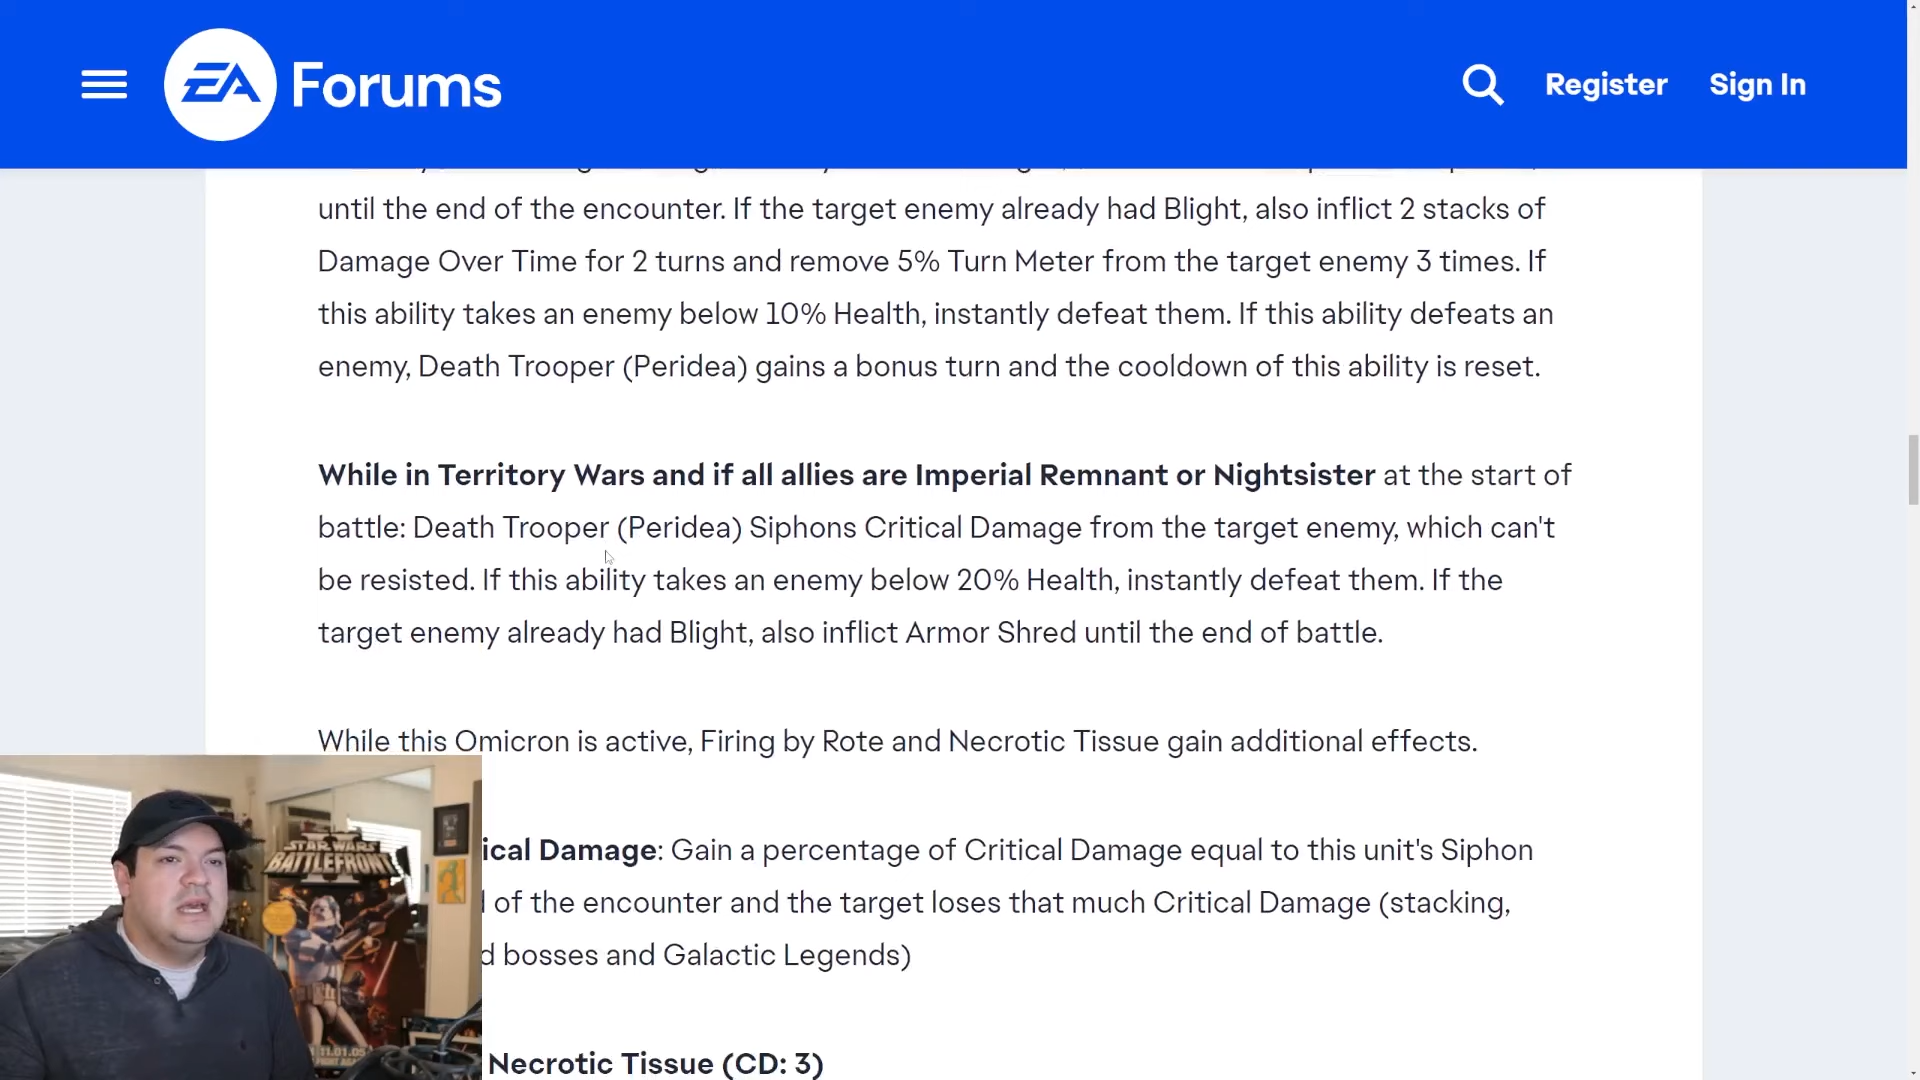 EA Forums
Register
Sign In
until the end of the encounter. If the target enemy already had Blight, also inflict 2 stacks of
Damage Over Time for 2 turns and remove 5% Turn Meter from the target enemy 3 times. If
this ability takes an enemy below 10% Health, instantly defeat them. If this ability defeats an
enemy, Death Trooper (Peridea) gains a bonus turn and the cooldown of this ability is reset.
While in Territory Wars and if all allies are Imperial Remnant or Nightsister at the start of
battle: Death Trooper (Peridea) Siphons Critical Damage from the target enemy, which can't
be resisted. If this ability takes an enemy below 20% Health, instantly defeat them. If the
target enemy already had Blight, also inflict Armor Shred until the end of battle.
While this Omicron is active, Firing by Rote and Necrotic Tissue gain additional effects.
ical Damage: Gain a percentage of Critical Damage equal to this unit's Siphon
of the encounter and the target loses that much Critical Damage (stacking,
d bosses and Galactic Legends)
Necrotic Tissue (CD: 3)
STAR WARS
BATTLEFRONT
II
11.01.05